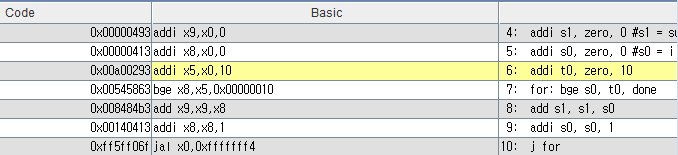 Code Basic
0x00000493 addi x9,x0,0 4: addi s1, zero, 0 #s1 =
0x00000413 addi x8,x0,0 5: addi s0, zero, 0 #s0 = i
0x00a00293 addi x5,x0,10 6: addi t0, zero, 10
0x00545863 bge x8,x5,0x00000010 7: for: bge s0, t0, done
0x008484b3 add x9,x9,x8 8: add s1, s1, s0
0x00140413 addi x8,x8,1 9: addi s0, s0, 1
0xff5ff06f jal x0,0xfffffff4 10: j for